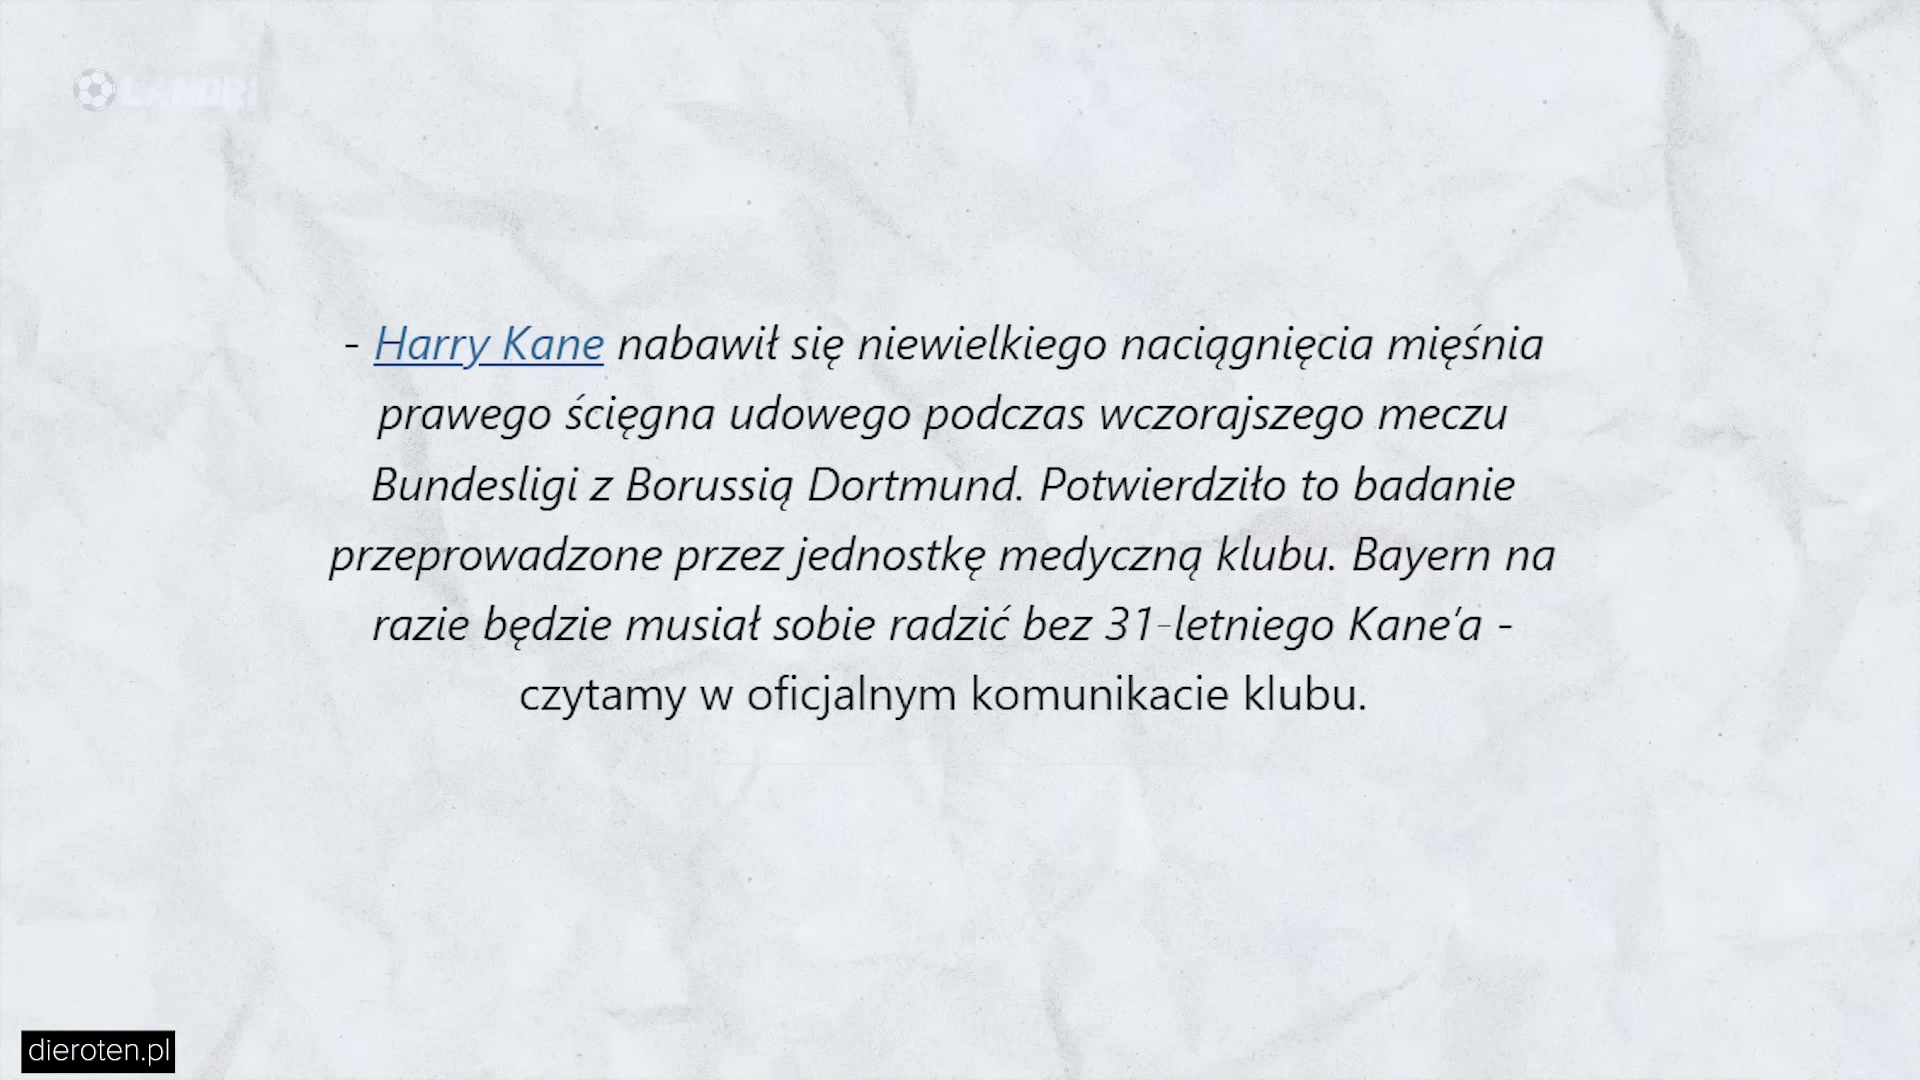 - Harry Kane nabawił się niewielkiego naciągnięcia mięśnia
prawego ścięgna udowego podczas wczorajszego meczu
Bundesligi z Borussią Dortmund. Potwierdziło to badanie
przeprowadzone przez jednostkę medyczną klubu. Bayern na
razie będzie musiał sobie radzić bez 31-letniego Kane'a -
czytamy w oficjalnym komunikacie klubu.
dieroten.pl